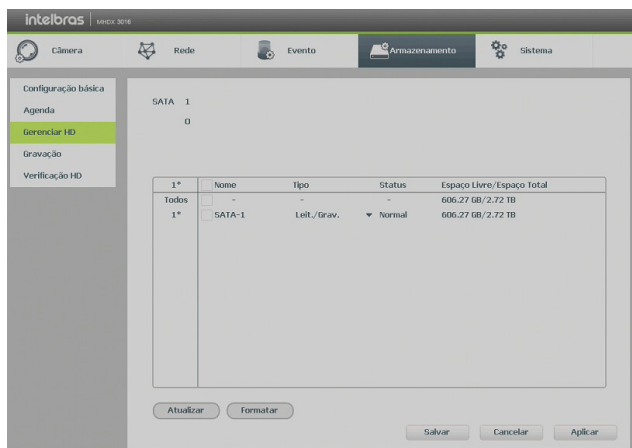 intelbras MHDX 3016
Câmera Rede Evento Armazenamento Sistema
Configuração básica
Agenda
Gerenciar HD
Gravação
Verificação HD
SATA 1
1* Nome Tipo Status Espaço Livre/Espaço Total
Todos - - - 606.27 GB/2.72 TB
1* SATA-1 Leit./Grav. Normal 606.27 GB/2.72 TB
Atualizar Formatar
Salvar Cancelar Aplicar